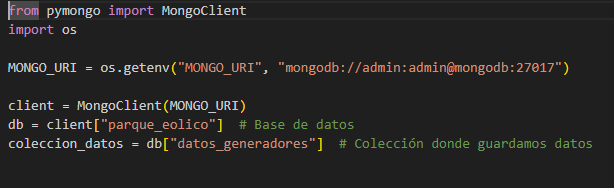 from pymongo import MongoClient
import os
MONGO_URI = os.getenv("MONGO_URI", "mongodb://admin:admin@mongodb:27017")
client = MongoClient(MONGO_URI)
db = client["parque_eolico"]  # Base de datos
coleccion_datos = db["datos_generadores"]  # Colección donde guardamos datos